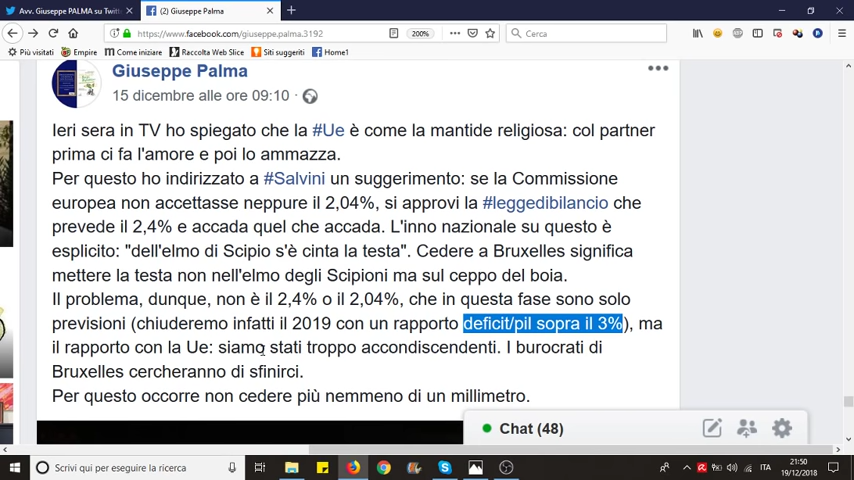 Avv. Giuseppe PALMA su Twitt
(2) Giuseppe Palma
https://www.facebook.com/giuseppe.palma.3192
200%
Cerca
Più visitati
Empire
Come iniziare
Raccolta Web Slice
Siti suggeriti
Home1
Giuseppe Palma
15 dicembre alle ore 09:10 ·
Ieri sera in TV ho spiegato che la #Ue è come la mantide religiosa: col partner
prima ci fa l'amore e poi lo ammazza.
Per questo ho indirizzato a #Salvini un suggerimento: se la Commissione
europea non accettasse neppure il 2,04%, si approvi la #leggedibilancio che
prevede il 2,4% e accada quel che accada. L'inno nazionale su questo è
esplicito: "dell'elmo di Scipio s'è cinta la testa". Cedere a Bruxelles significa
mettere la testa non nell'elmo degli Scipioni ma sul ceppo del boia.
Il problema, dunque, non è il 2,4% o il 2,04%, che in questa fase sono solo
previsioni (chiuderemo infatti il 2019 con un rapporto deficit/pil sopra il 3%), ma
il rapporto con la Ue: siamo stati troppo accondiscendenti. I burocrati di
Bruxelles cercheranno di sfinirci.
Per questo occorre non cedere più nemmeno di un millimetro.
Chat (48)
Scrivi qui per eseguire la ricerca
ITA
21:50
19/12/2018